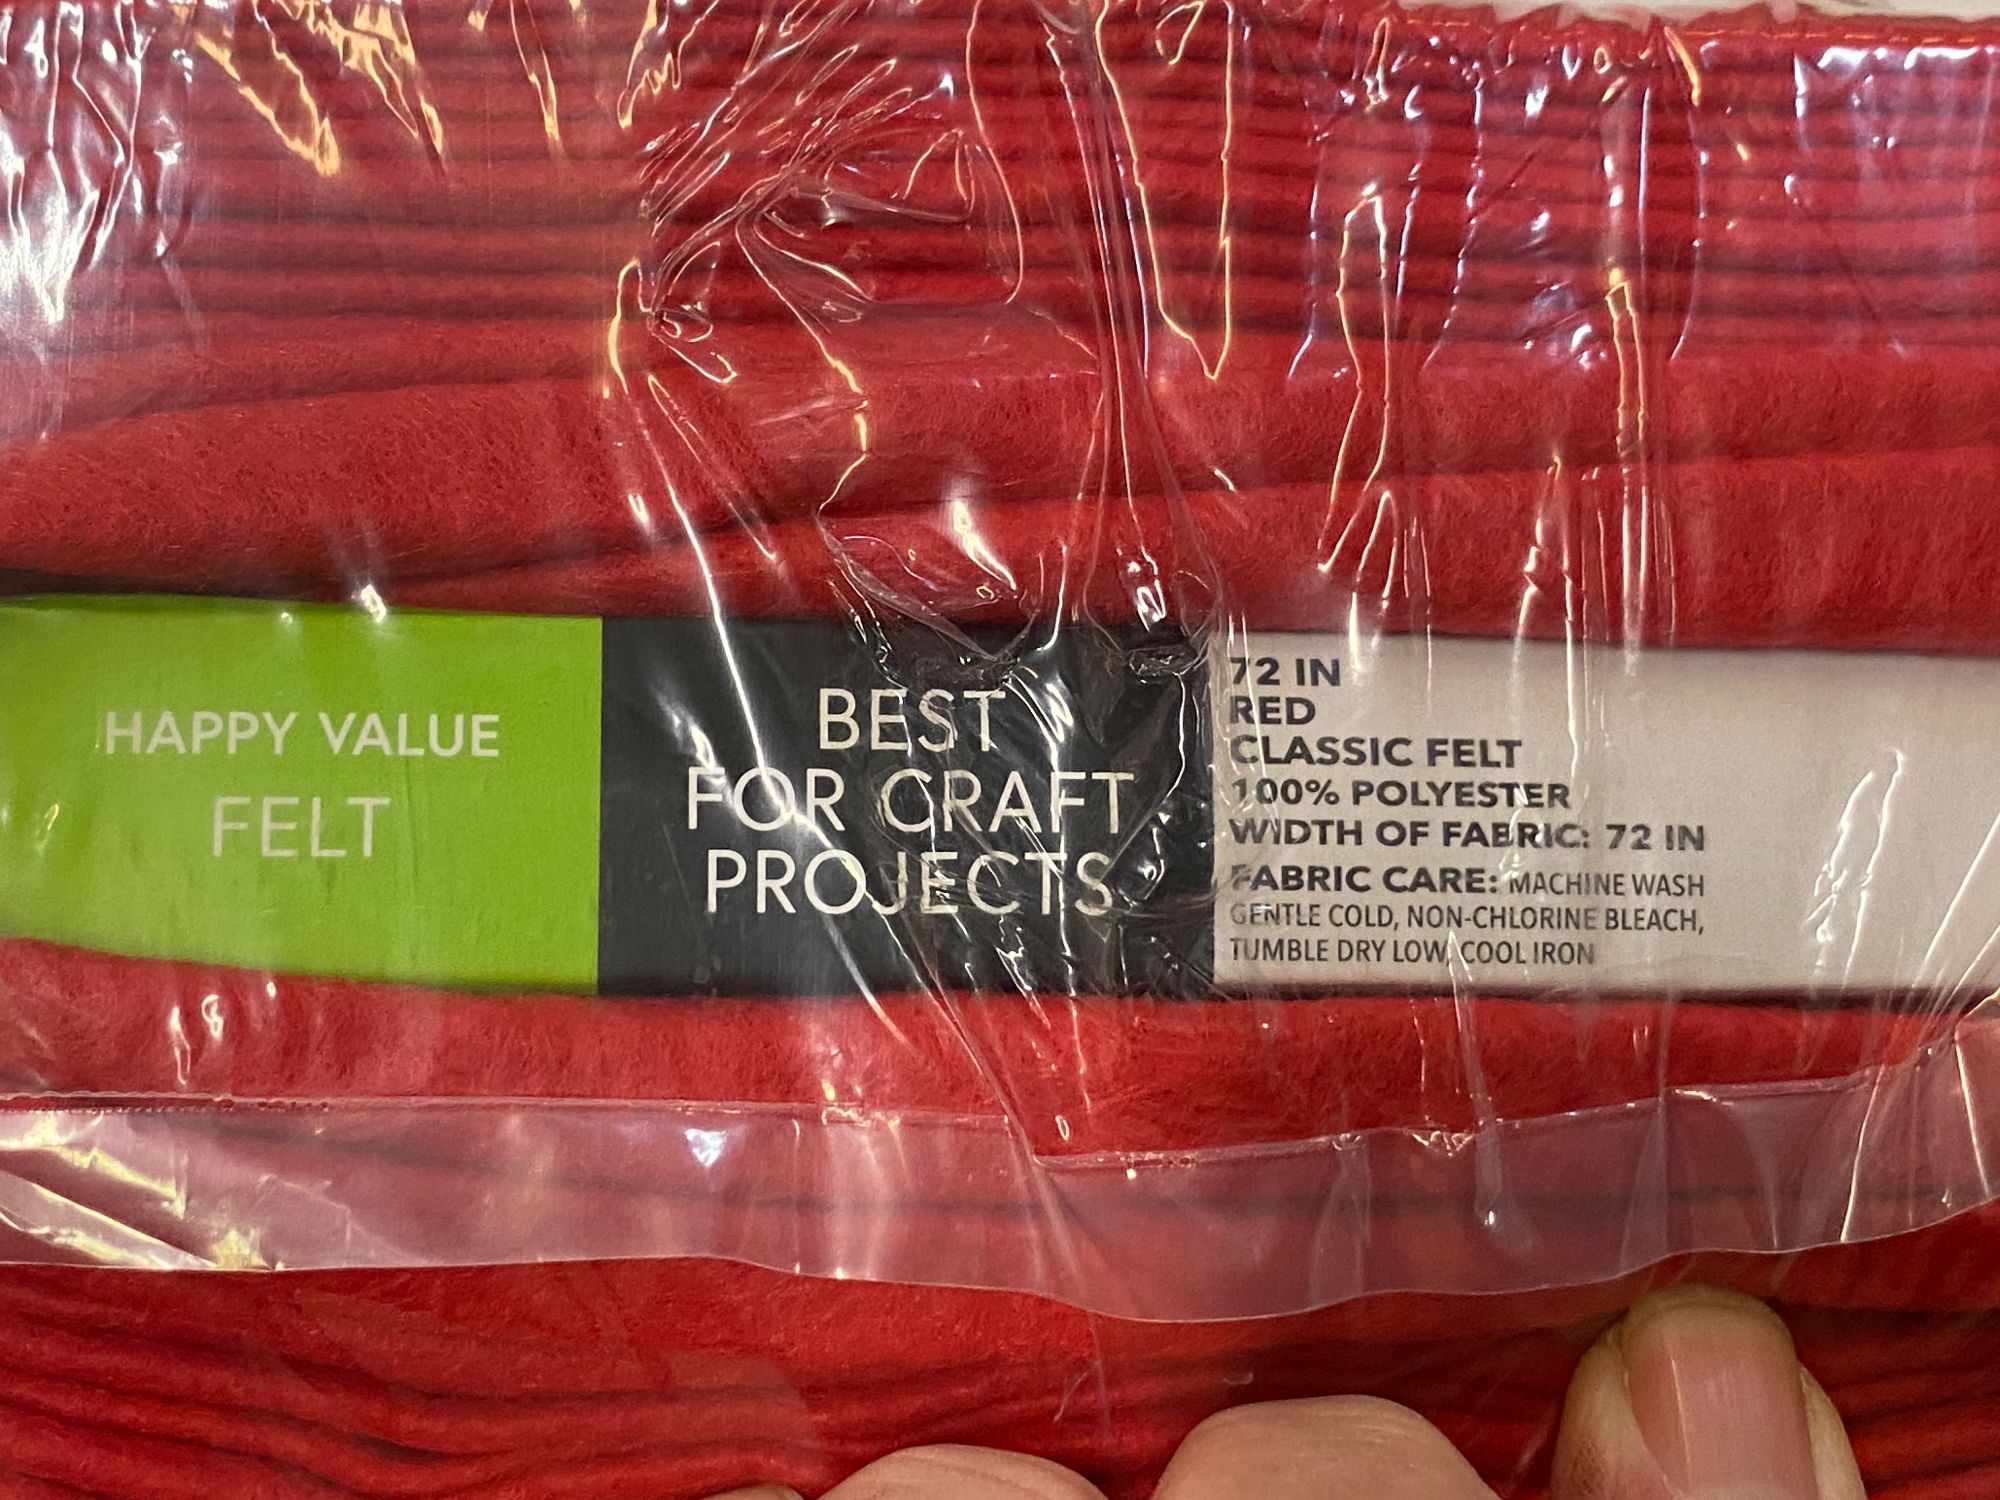 HAPPY VALUE
FELT
BEST
FOR CRAFT
PROJECTS
72 IN
RED
CLASSIC FELT
100% POLYESTER
WIDTH OF FABRIC: 72 IN
FABRIC CARE: MACHINE WASH
GENTLE COLD, NON-CHLORINE BLEACH,
TUMBLE DRY LOW, COOL IRON